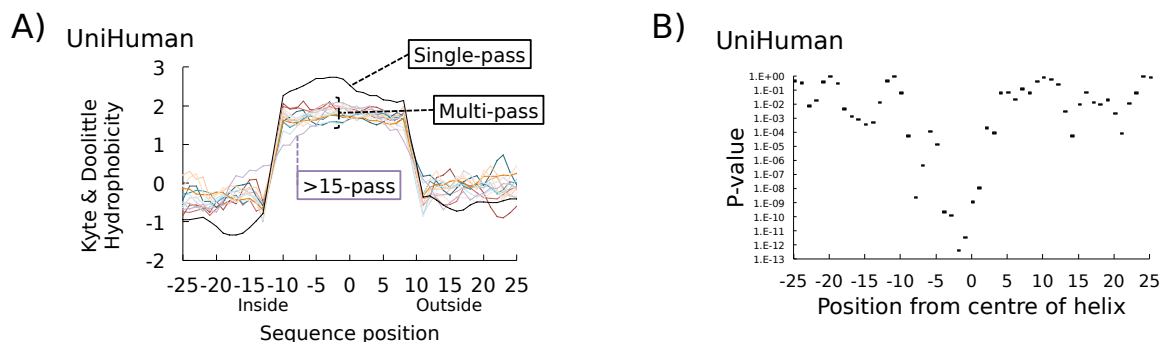 A)
UniHuman
Single-pass
Multi-pass
>15-pass
Kyte & Doolittle
Hydrophobicity
3
2
1
0
-1
-2
-25 -20 -15 -10 -5 0 5 10 15 20 25
Inside Outside
Sequence position
B)
UniHuman
P-value
1.E+00
1.E-01
1.E-02
1.E-03
1.E-04
1.E-05
1.E-06
1.E-07
1.E-08
1.E-09
1.E-10
1.E-11
1.E-12
1.E-13
-25 -20 -15 -10 -5 0 5 10 15 20 25
Position from centre of helix